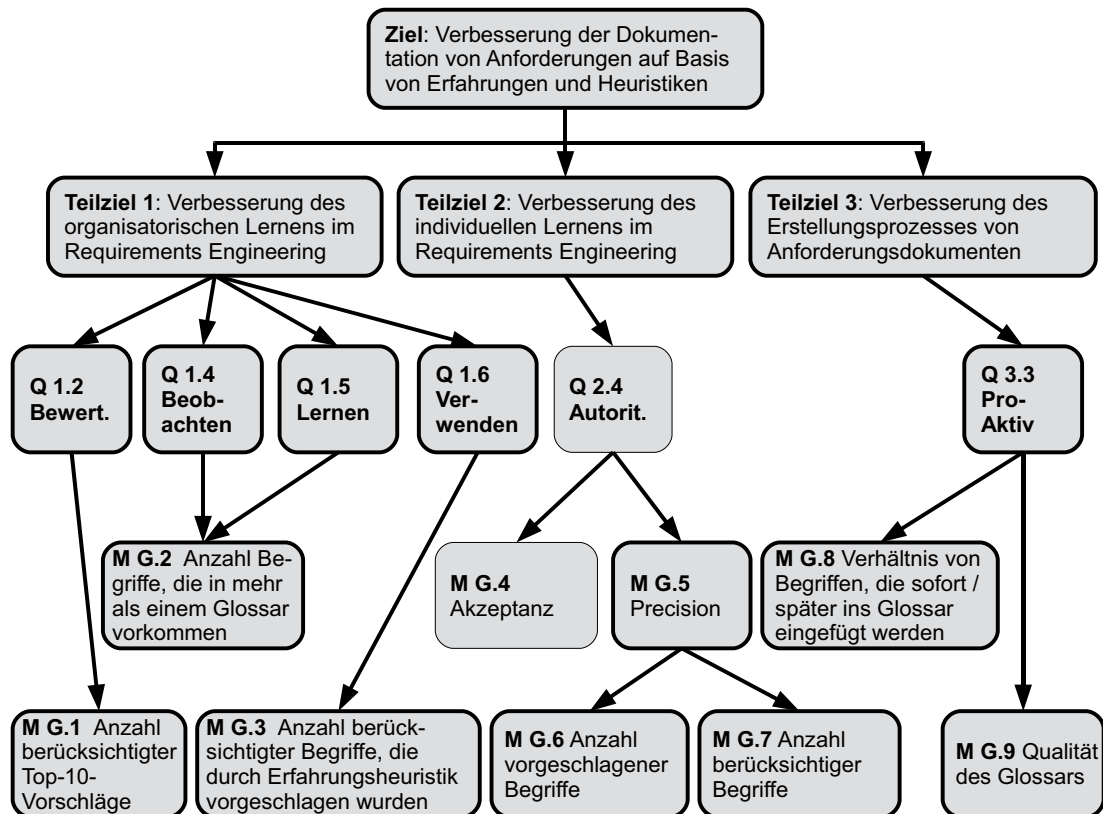 Ziel: Verbesserung der Dokumen-
tation von Anforderungen auf Basis
von Erfahrungen und Heuristiken
Teilziel 1: Verbesserung des
organisatorischen Lernens im
Requirements Engineering
Teilziel 2: Verbesserung des
individuellen Lernens im
Requirements Engineering
Teilziel 3: Verbesserung des
Erstellungsprozesses von
Anforderungsdokumenten
Q 1.2
Bewert.
Q 1.4
Beob-
achten
Q 1.5
Lernen
Q 1.6
Ver-
wenden
Q 2.4
Autorit.
Q 3.3
Pro-
Aktiv
M G.2 Anzahl Be-
griffe, die in mehr
als einem Glossar
vorkommen
M G.4
Akzeptanz
M G.5
Precision
M G.8 Verhältnis von
Begriffen, die sofort /
später ins Glossar
eingefügt werden
M G.1 Anzahl
berücksichtigter
Top-10-
Vorschläge
M G.3 Anzahl berück-
sichtigter Begriffe, die
durch Erfahrungsheuristik
vorgeschlagen wurden
M G.6 Anzahl
vorgeschlagener
Begriffe
M G.7 Anzahl
berücksichtiger
Begriffe
M G.9 Qualität
des Glossars